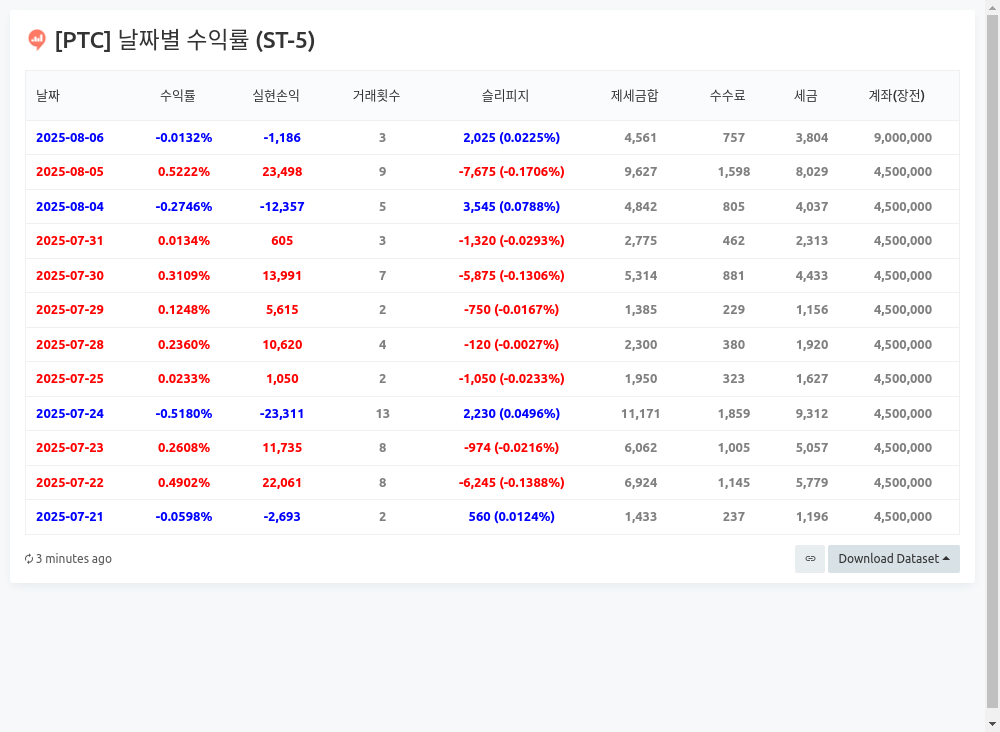 [PTC] 날짜별 수익률 (ST-5)
날짜 수익률 실현손익 거래횟수 슬리피지 제세금합 수수료 세금 계좌(장전)
2025-08-06 -0.0132% -1,186 3 2,025 (0.0225%) 4,561 757 3,804 9,000,000
2025-08-05 0.5222% 23,498 9 -7,675 (-0.1706%) 9,627 1,598 8,029 4,500,000
2025-08-04 -0.2746% -12,357 5 3,545 (0.0788%) 4,842 805 4,037 4,500,000
2025-07-31 0.0134% 605 3 -1,320 (-0.0293%) 2,775 462 2,313 4,500,000
2025-07-30 0.3109% 13,991 7 -5,875 (-0.1306%) 5,314 881 4,433 4,500,000
2025-07-29 0.1248% 5,615 2 -750 (-0.0167%) 1,385 229 1,156 4,500,000
2025-07-28 0.2360% 10,620 4 -120 (-0.0027%) 2,300 380 1,920 4,500,000
2025-07-25 0.0233% 1,050 2 -1,050 (-0.0233%) 1,950 323 1,627 4,500,000
2025-07-24 -0.5180% -23,311 13 2,230 (0.0496%) 11,171 1,859 9,312 4,500,000
2025-07-23 0.2608% 11,735 8 -974 (-0.0216%) 6,062 1,005 5,057 4,500,000
2025-07-22 0.4902% 22,061 8 -6,245 (-0.1388%) 6,924 1,145 5,779 4,500,000
2025-07-21 -0.0598% -2,693 2 560 (0.0124%) 1,433 237 1,196 4,500,000
3 minutes ago Download Dataset